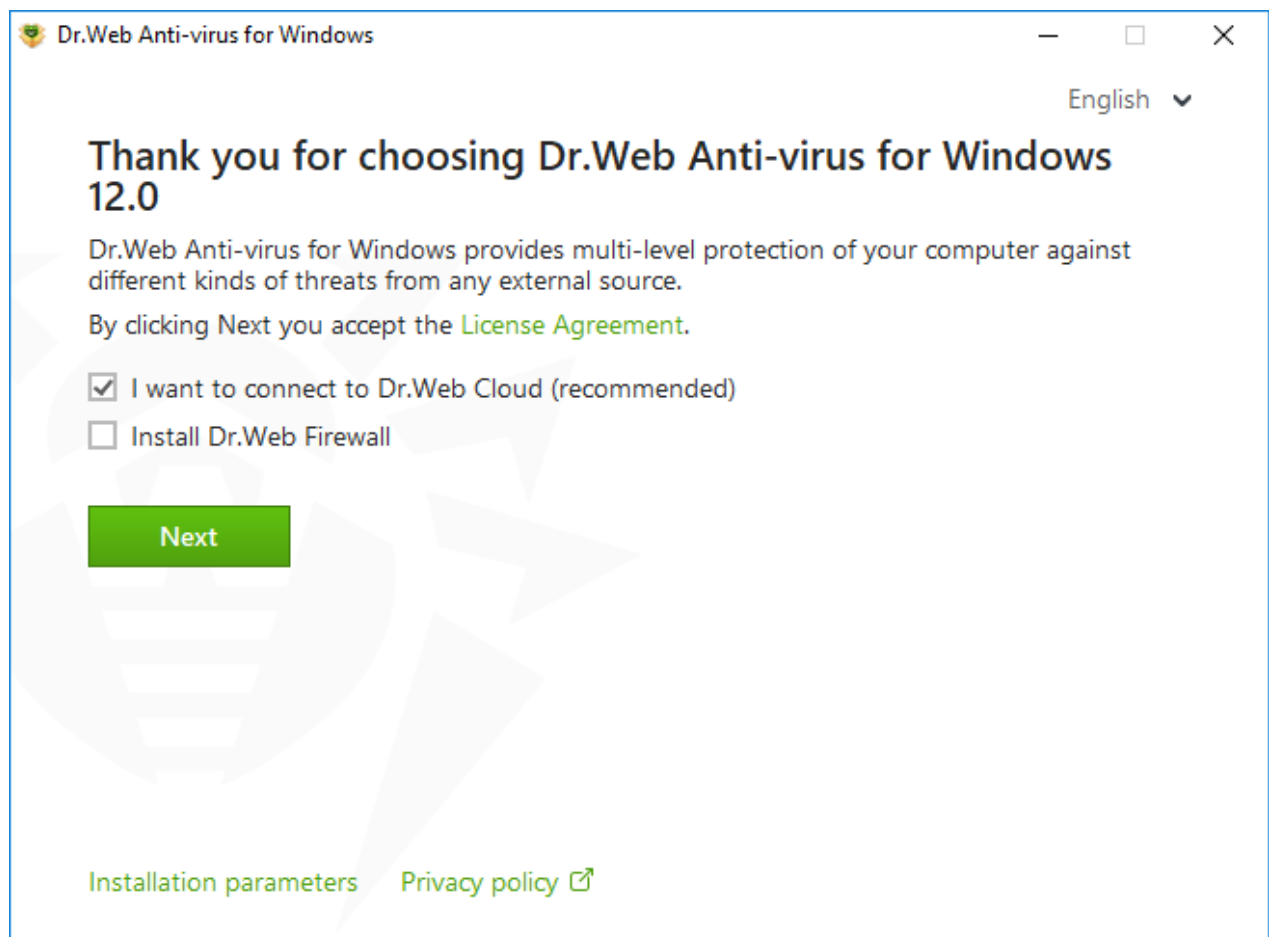 Dr.Web Anti-virus for Windows
English
Thank you for choosing Dr.Web Anti-virus for Windows
12.0
Dr.Web Anti-virus for Windows provides multi-level protection of your computer against
different kinds of threats from any external source.
By clicking Next you accept the License Agreement.
I want to connect to Dr.Web Cloud (recommended)
Install Dr.Web Firewall
Next
Installation parameters Privacy policy